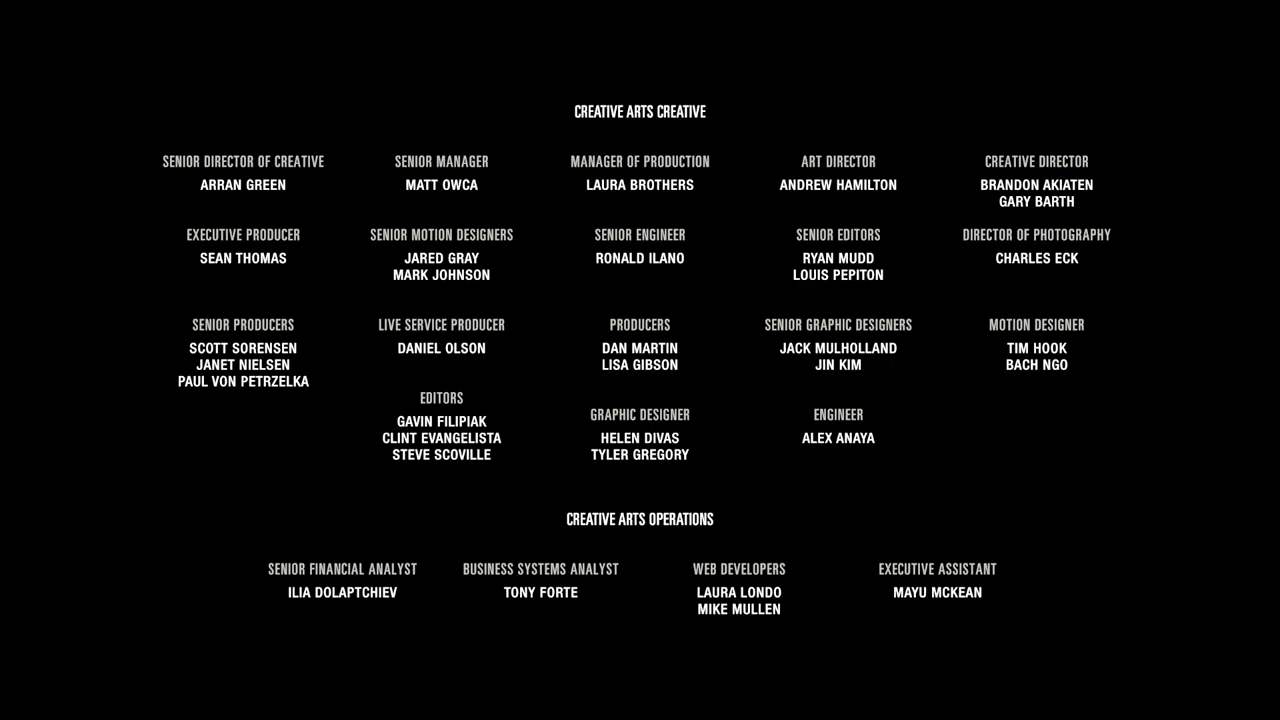 CREATIVE ARTS CREATIVE
SENIOR DIRECTOR OF CREATIVE
ARRAN GREEN
SENIOR MANAGER
MATT OWCA
MANAGER OF PRODUCTION
LAURA BROTHERS
ART DIRECTOR
ANDREW HAMILTON
CREATIVE DIRECTOR
BRANDON AKIATEN
GARY BARTH
EXECUTIVE PRODUCER
SEAN THOMAS
SENIOR MOTION DESIGNERS
JARED GRAY
MARK JOHNSON
SENIOR ENGINEER
RONALD ILANO
SENIOR EDITORS
RYAN MUDD
LOUIS PEPITON
DIRECTOR OF PHOTOGRAPHY
CHARLES ECK
SENIOR PRODUCERS
SCOTT SORENSEN
JANET NIELSEN
PAUL VON PETRZELKA
LIVE SERVICE PRODUCER
DANIEL OLSON
PRODUCERS
DAN MARTIN
LISA GIBSON
SENIOR GRAPHIC DESIGNERS
JACK MULHOLLAND
JIN KIM
MOTION DESIGNER
TIM HOOK
BACH NGO
EDITORS
GAVIN FILIPIAK
CLINT EVANGELISTA
STEVE SCOVILLE
GRAPHIC DESIGNER
HELEN DIVAS
TYLER GREGORY
ENGINEER
ALEX ANAYA
CREATIVE ARTS OPERATIONS
SENIOR FINANCIAL ANALYST
ILIA DOLAPTCHIEV
BUSINESS SYSTEMS ANALYST
TONY FORTE
WEB DEVELOPERS
LAURA LONDO
MIKE MULLEN
EXECUTIVE ASSISTANT
MAYU MCKEAN